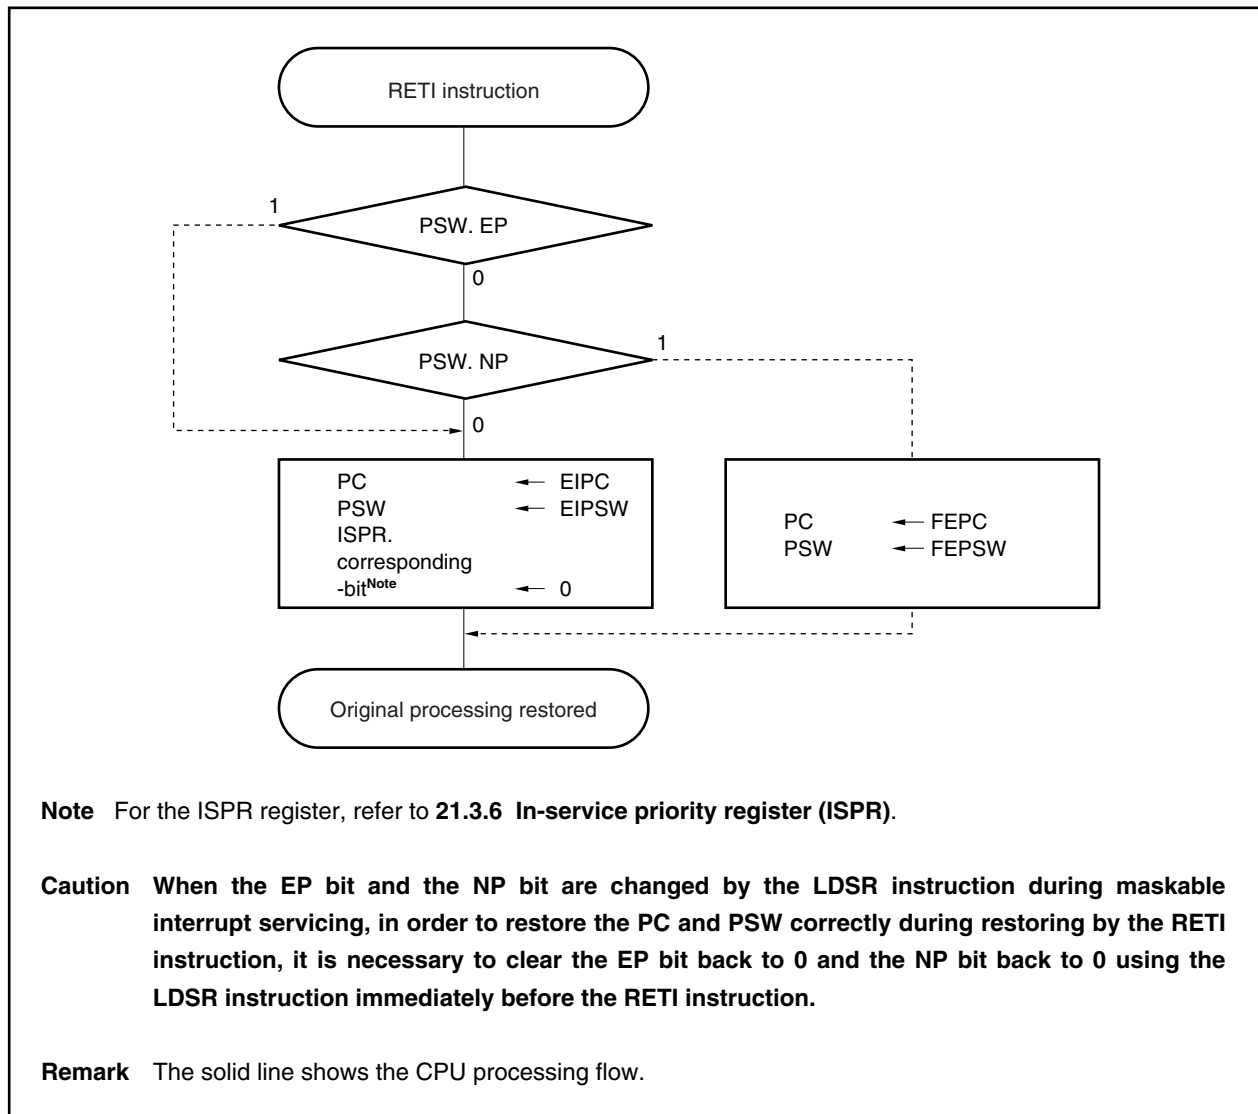 RETI instruction
1
PSW. EP
0
PSW. NP
1
0
PC ← EIPC
PSW ← EIPSW
ISPR.
corresponding
-bitNote ← 0
PC ← FEPC
PSW ← FEPSW
Original processing restored
Note For the ISPR register, refer to 21.3.6 In-service priority register (ISPR).
Caution When the EP bit and the NP bit are changed by the LDSR instruction during maskable
interrupt servicing, in order to restore the PC and PSW correctly during restoring by the RETI
instruction, it is necessary to clear the EP bit back to 0 and the NP bit back to 0 using the
LDSR instruction immediately before the RETI instruction.
Remark The solid line shows the CPU processing flow.